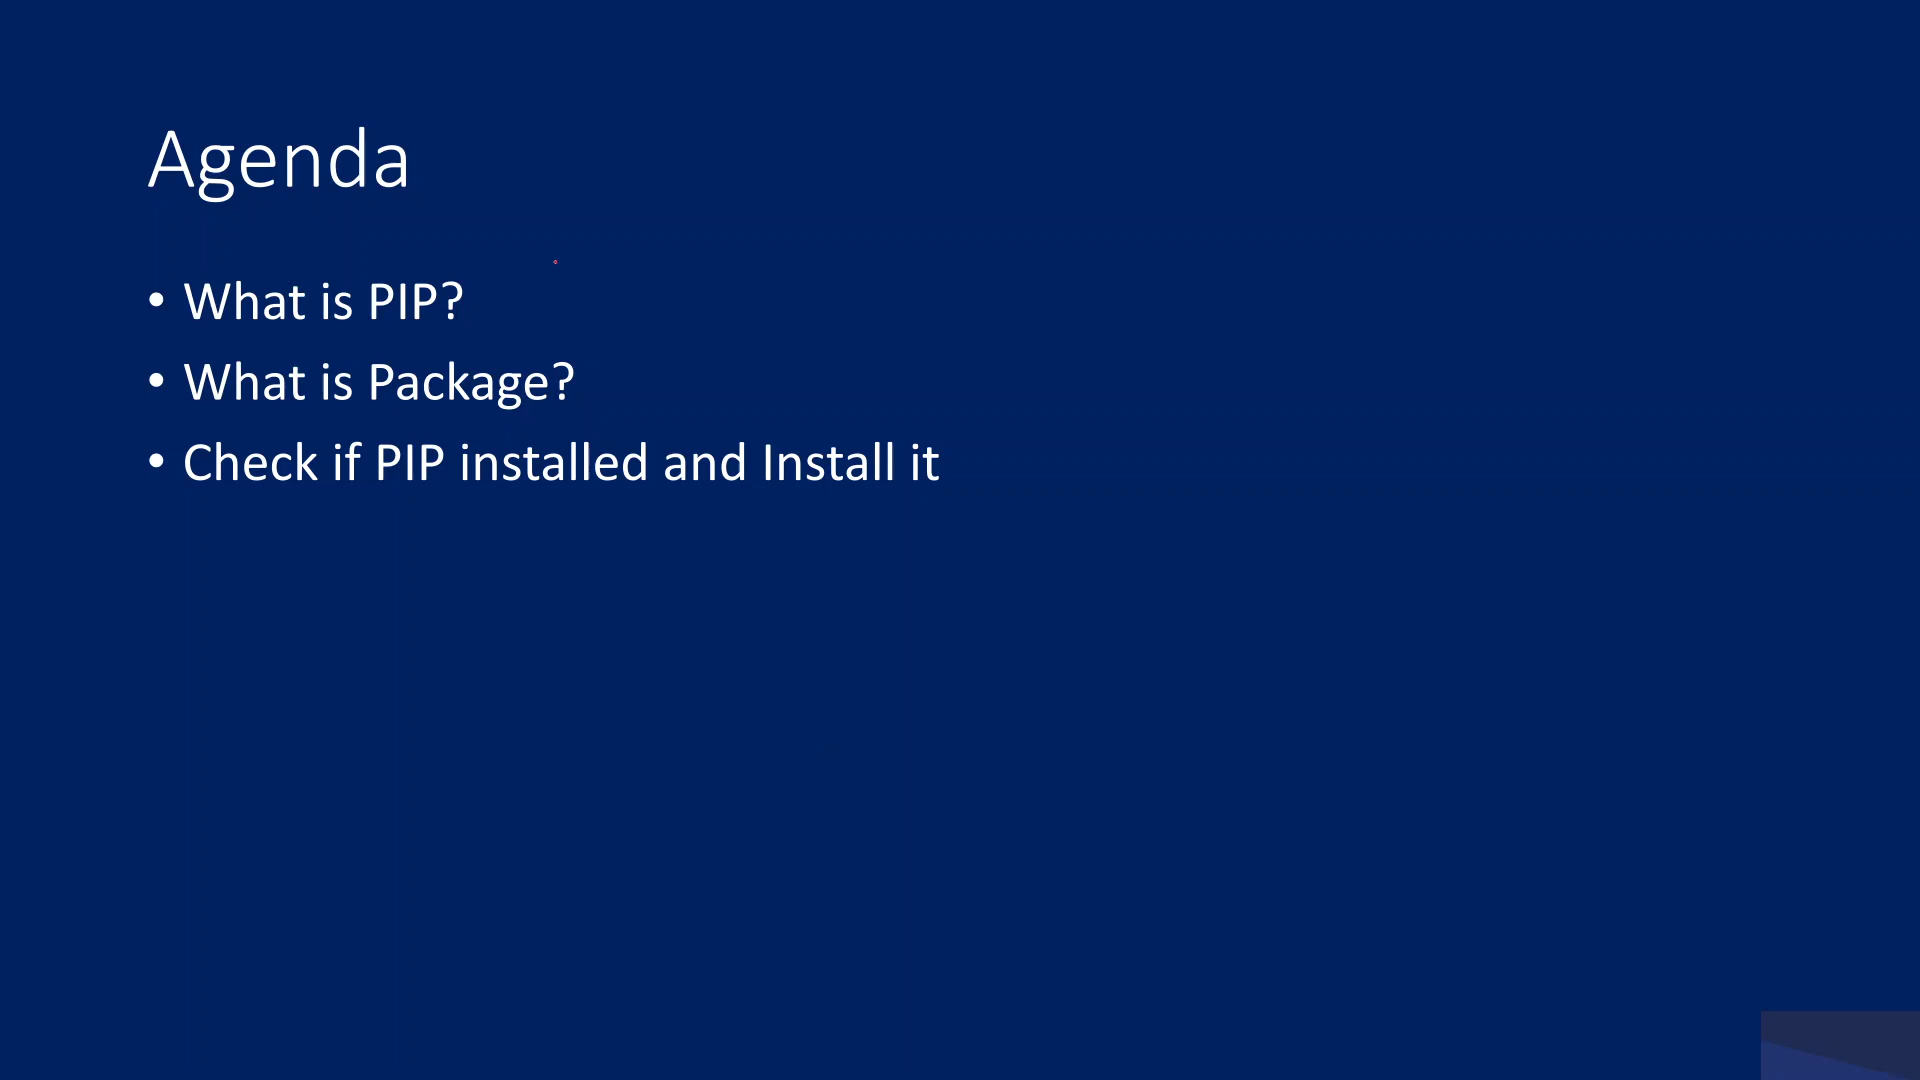 Agenda
• What is PIP?
• What is Package?
• Check if PIP installed and Install it